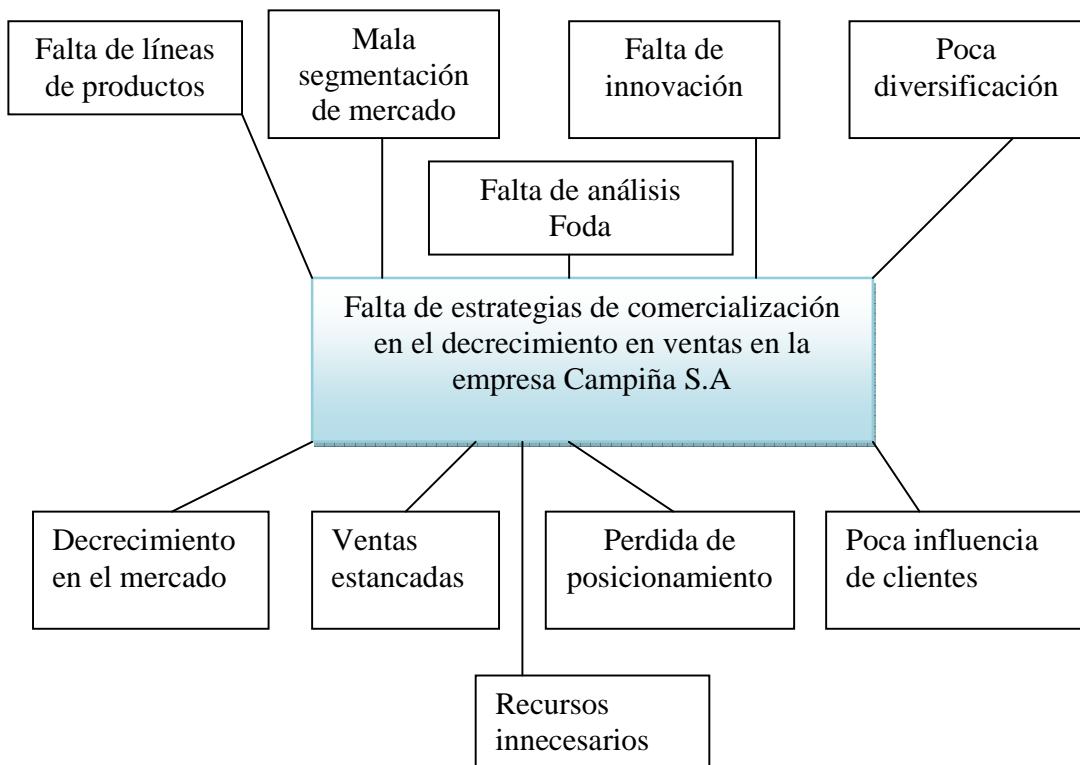 Falta de líneas
de productos
Mala
segmentación
de mercado
Falta de
innovación
Poca
diversificación
Falta de análisis
Foda
Falta de estrategias de comercialización
en el decrecimiento en ventas en la
empresa Campiña S.A
Decrecimiento
en el mercado
Ventas
estancadas
Perdida de
posicionamiento
Poca influencia
de clientes
Recursos
innecesarios